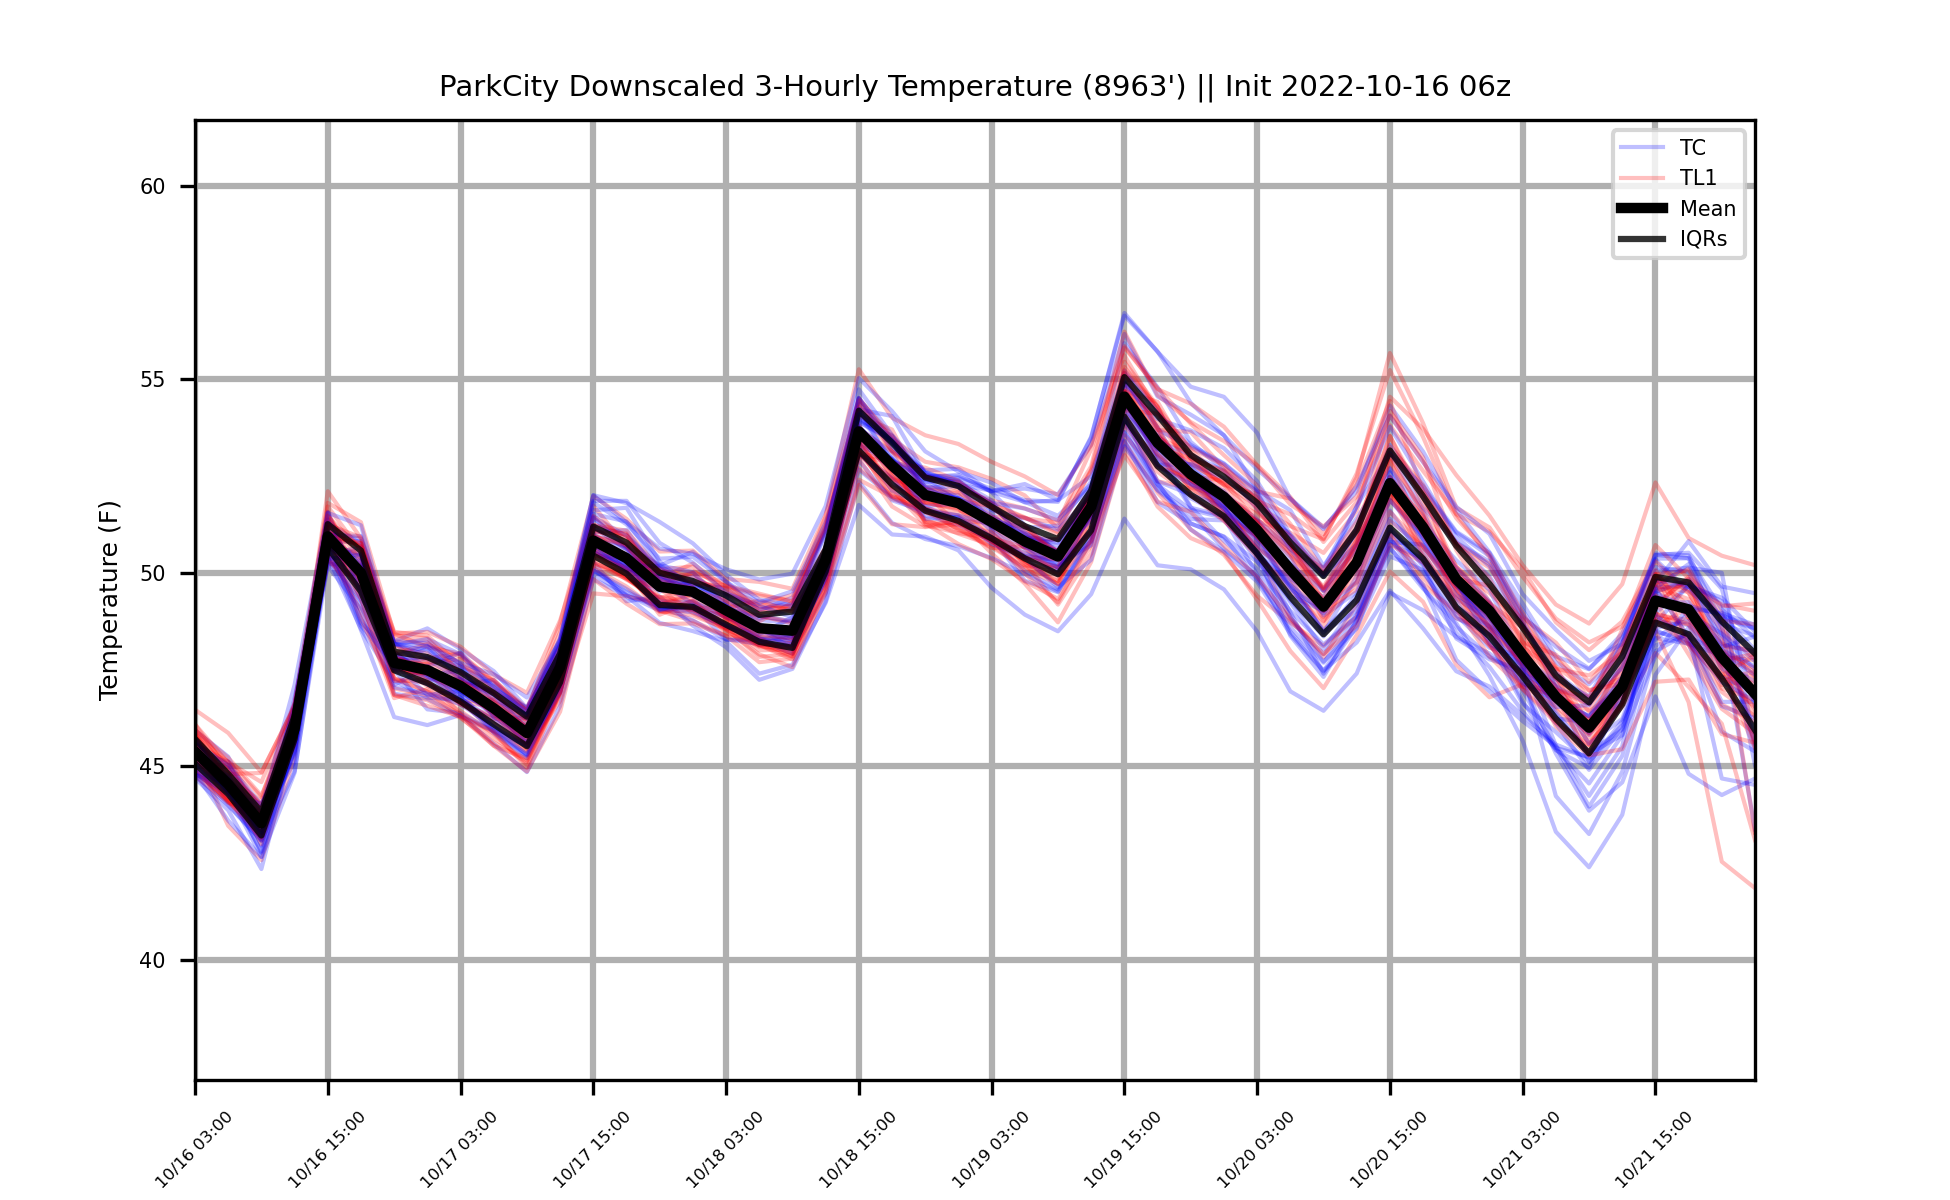 ParkCity Downscaled 3-Hourly Temperature (8963') || Init 2022-10-16 06z
TC
TL1
Mean
IQRs
Temperature (F)
60
55
50
45
40
10/16 03:00
10/16 15:00
10/17 03:00
10/17 15:00
10/18 03:00
10/18 15:00
10/19 03:00
10/19 15:00
10/20 03:00
10/20 15:00
10/21 03:00
10/21 15:00